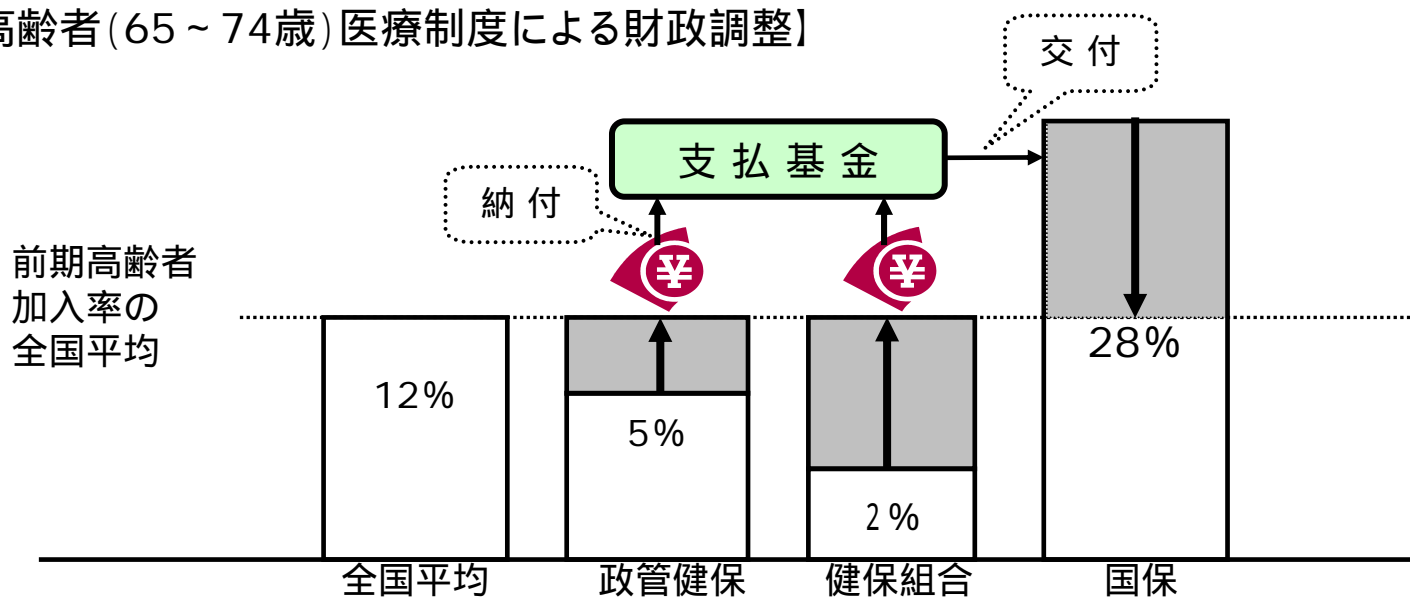 高齢者(65~74歳)医療制度による財政調整】
交付
支払基金
納付
前期高齢者
加入率の
全国平均
¥
¥
28%
12%
5%
2%
全国平均
政管健保
健保組合
国保